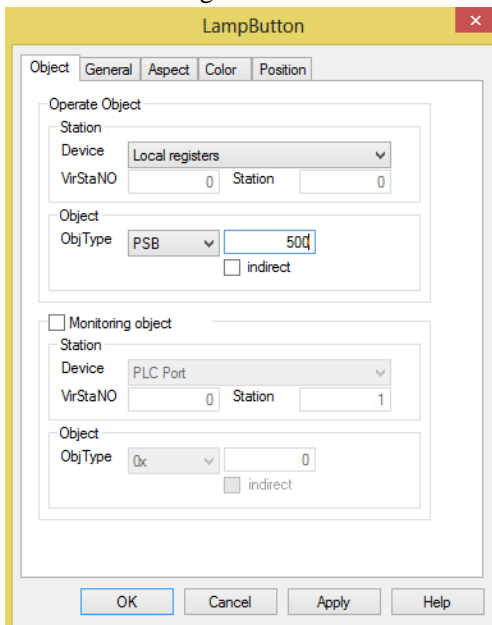 LampButton
Object General Aspect Color Position
Operate Object
Station
Device Local registers
VirStaNO 0 Station 0
Object
ObjType PSB 500
indirect
Monitoring object
Station
Device PLC Port
VirStaNO 0 Station 1
Object
ObjType 0x 0
indirect
OK Cancel Apply Help